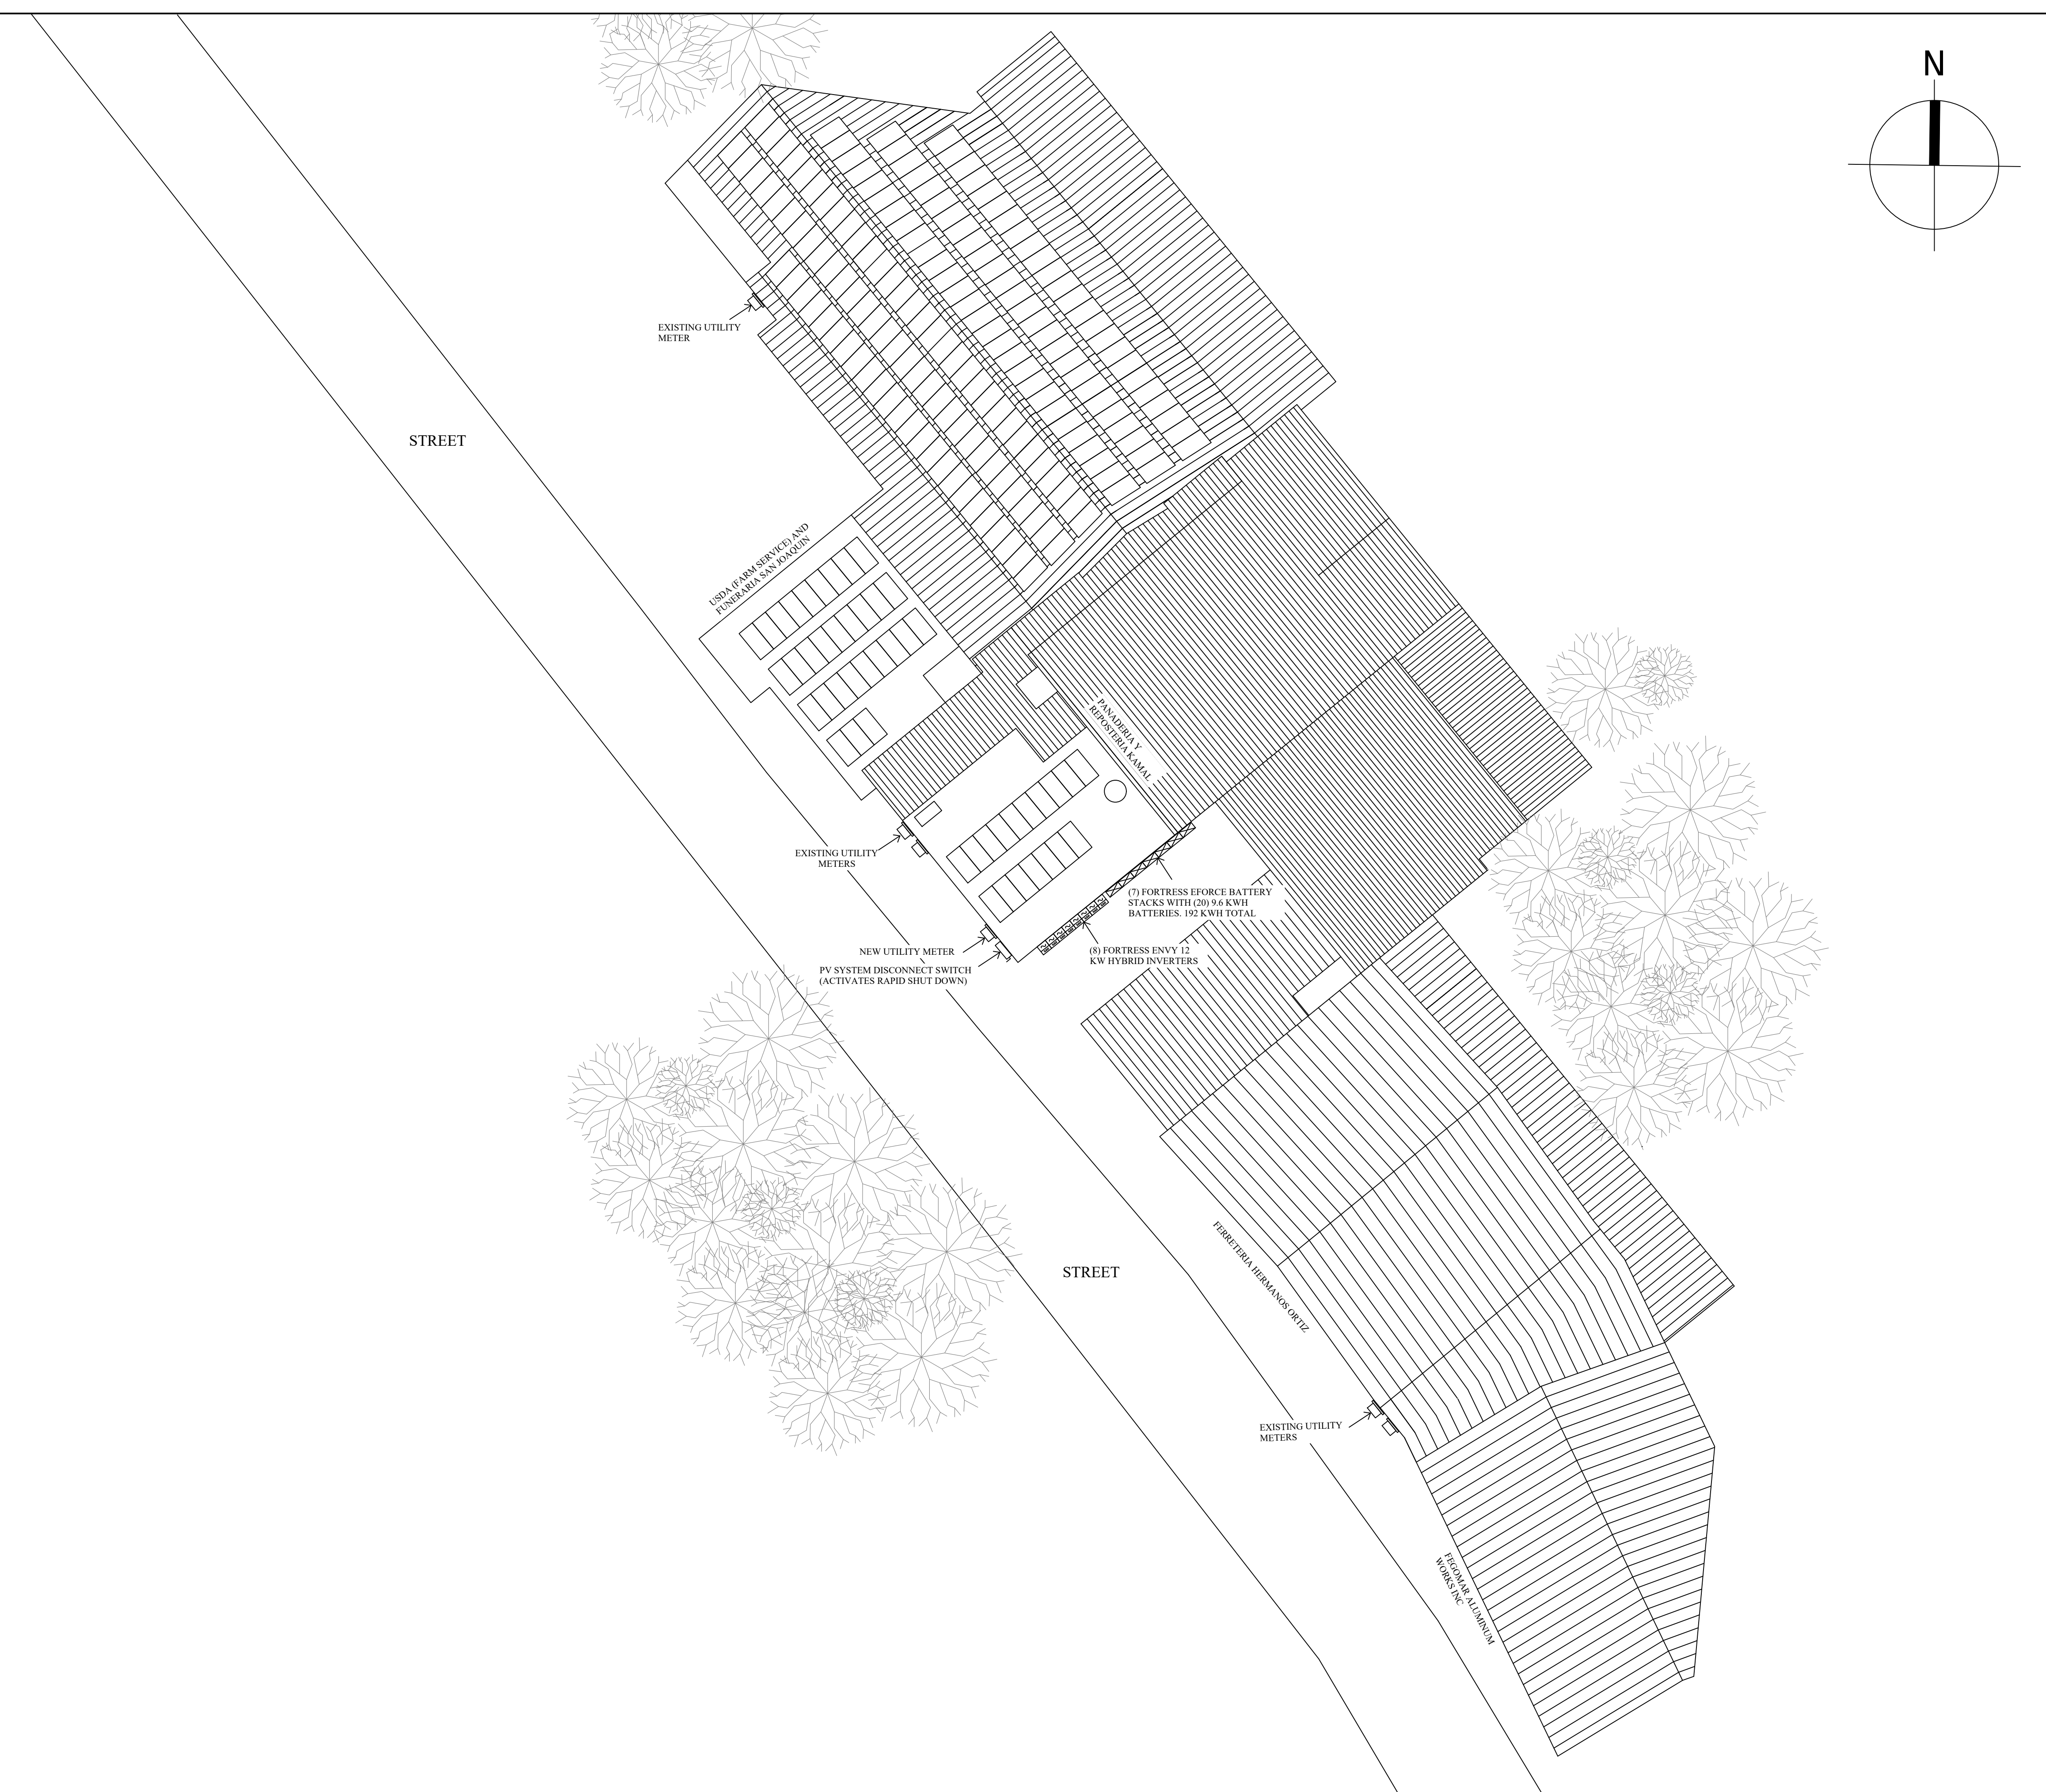 N
EXISTING UTILITY
METER
STREET
USDA (FARM SERVICE) AND
FUNERARIA SAN JOAQUIN
PANADERIA Y
REPOSTERIA KAMAL
EXISTING UTILITY
METERS
(7) FORTRESS EFORCE BATTERY
STACKS WITH (20) 9.6 KWH
BATTERIES. 192 KWH TOTAL
NEW UTILITY METER
(8) FORTRESS ENVY 12
KW HYBRID INVERTERS
PV SYSTEM DISCONNECT SWITCH
(ACTIVATES RAPID SHUT DOWN)
STREET
FERRETERIA HERMANOS ORTIZ
EXISTING UTILITY
METERS
FEGOMAR ALUMINUM
WORKS INC